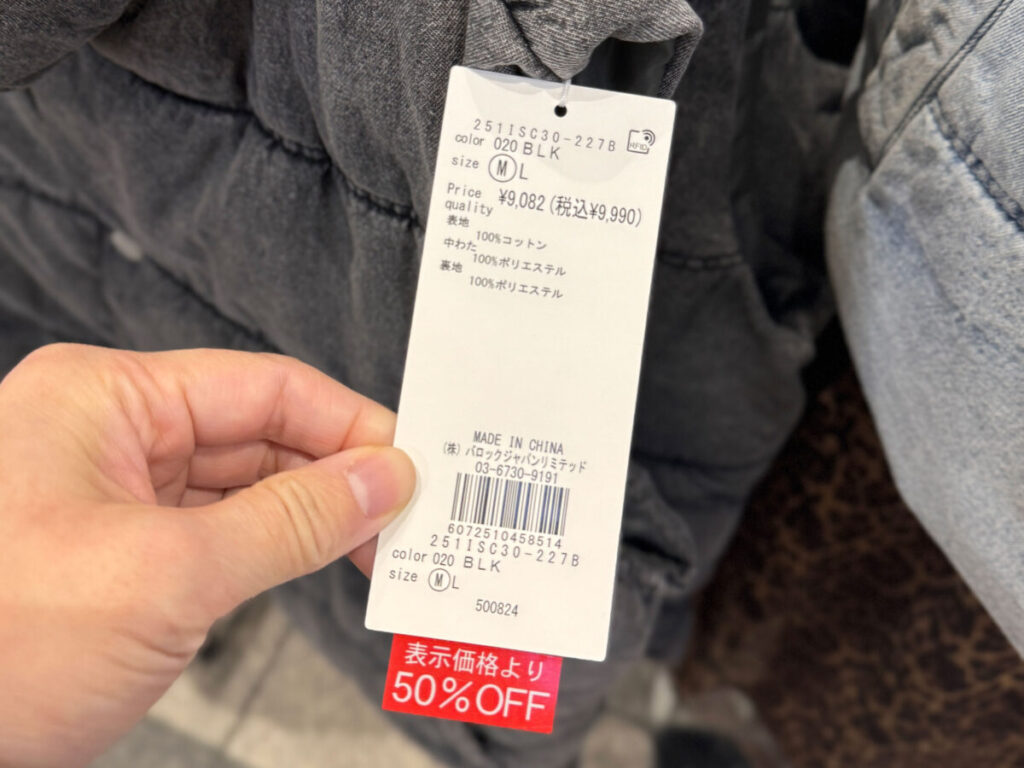 251ISC30-227B
RFID
color 020 BLK
size Ⓜ L
Price ¥9,082(税込¥9,990)
quality
表地
100%コットン
中わた
100%ポリエステル
裏地
100%ポリエステル
MADE IN CHINA
(株)バロックジャパンリミテッド
03-6730-9191
6072510458514
251ISC30-227B
color 020 BLK
size ⓂL
500824
表示価格より
50%OFF